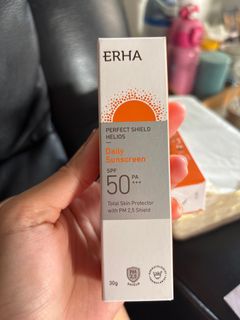 ERHA
PERFECT SHIELD
HELIOS
Daily
Sunscreen
SPF
50 PA
+++
Total Skin Protector
with PM 2,5 Shield
30g